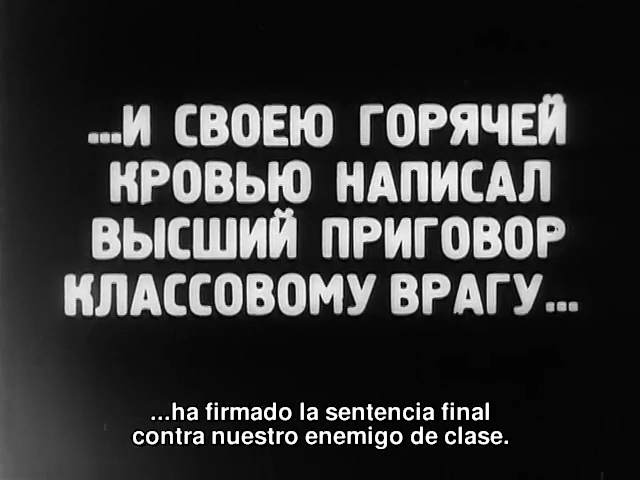 ...И СВОЕЮ ГОРЯЧЕЙ
КРОВЬЮ НАПИСАЛ
ВЫСШИЙ ПРИГОВОР
КЛАССОВОМУ ВРАГУ...
...ha firmado la sentencia final
contra nuestro enemigo de clase.